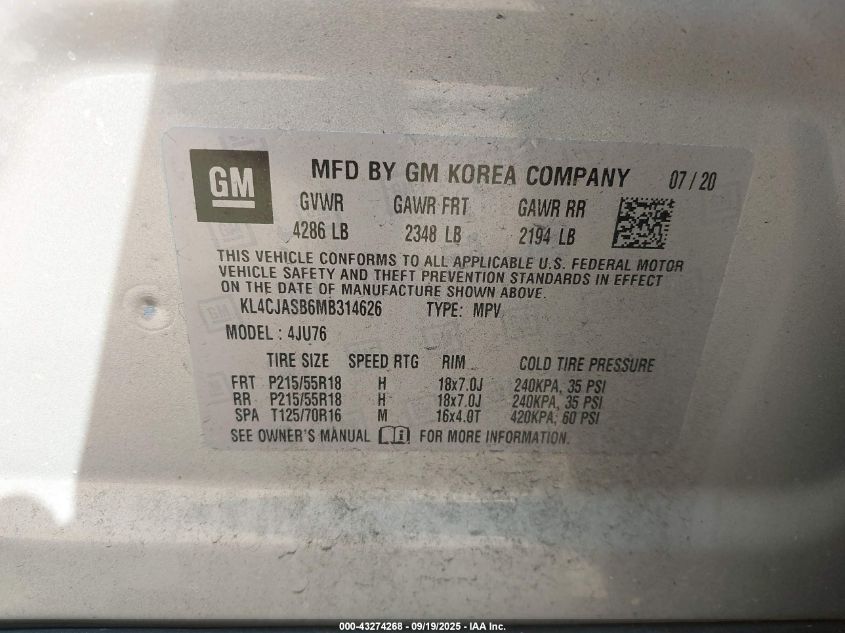 GM
MFD BY GM KOREA COMPANY 07/20
GVWR GAWR FRT GAWR RR
4286 LB 2348 LB 2194 LB
THIS VEHICLE CONFORMS TO ALL APPLICABLE U.S. FEDERAL MOTOR
VEHICLE SAFETY AND THEFT PREVENTION STANDARDS IN EFFECT
ON THE DATE OF MANUFACTURE SHOWN ABOVE.
KL4CJASB6MB314626 TYPE: MPV
MODEL: 4JU76
TIRE SIZE SPEED RTG RIM COLD TIRE PRESSURE
FRT P215/55R18 H 18x7.0J 240KPA, 35 PSI
RR P215/55R18 H 18x7.0J 240KPA, 35 PSI
SPA T125/70R16 M 16x4.0T 420KPA, 60 PSI
SEE OWNER'S MANUAL i FOR MORE INFORMATION.
000-43274268 - 09/19/2025 - IAA Inc.